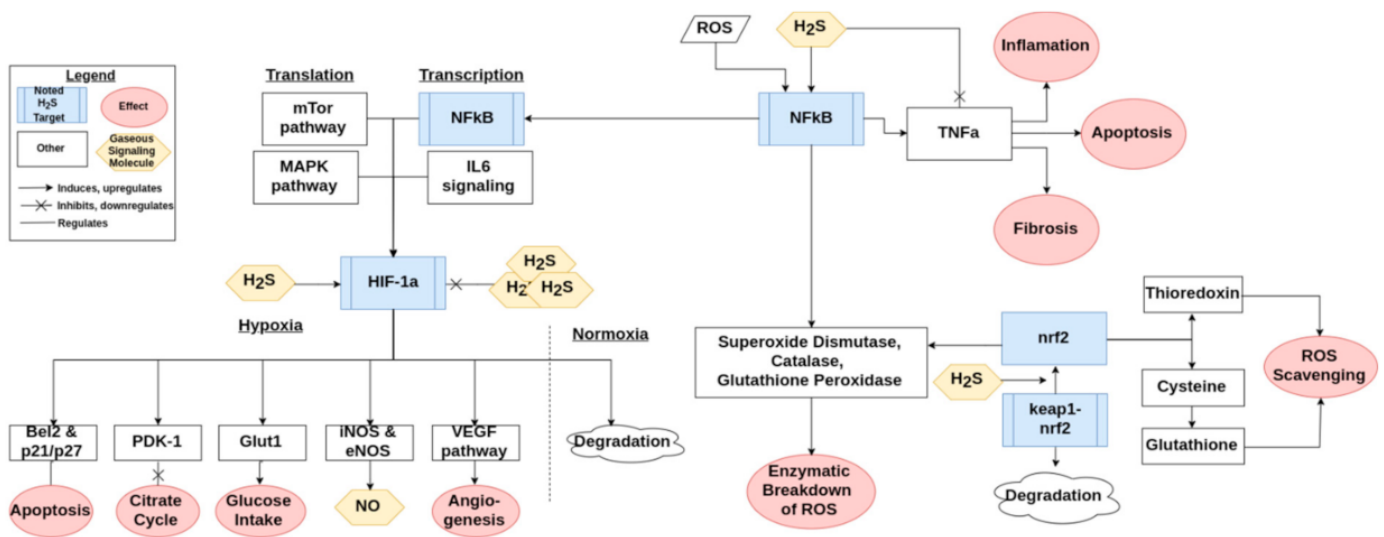 Legend
Noted
H2S
Target
Effect
Other
Gaseous
Signaling
Molecule
Induces, upregulates
Inhibits, downregulates
Regulates
Translation
Transcription
mTor
pathway
NFkB
MAPK
pathway
IL6
signaling
H2S
HIF-1a
H2S
H2S
H2S
Hypoxia
Normoxia
Bel2 &
p21/p27
PDK-1
Glut1
iNOS &
eNOS
VEGF
pathway
Degradation
Apoptosis
Citrate
Cycle
Glucose
Intake
NO
Angio-
genesis
ROS
H2S
NFkB
TNFa
Inflamation
Apoptosis
Fibrosis
Superoxide Dismutase,
Catalase,
Glutathione Peroxidase
Enzymatic
Breakdown
of ROS
nrf2
H2S
keap1-
nrf2
Degradation
Thioredoxin
Cysteine
Glutathione
ROS
Scavenging